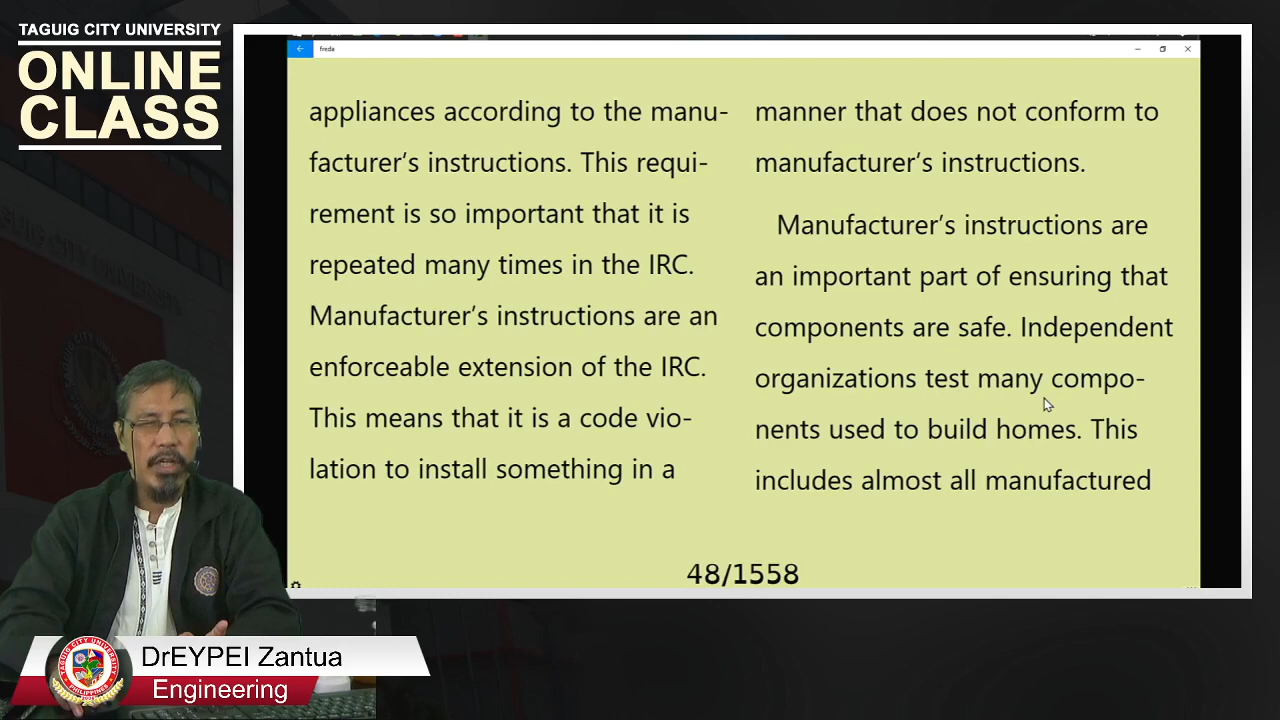 TAGUIG CITY UNIVERSITY
ONLINE
CLASS
freda
appliances according to the manu-
facturer’s instructions. This requi-
rement is so important that it is
repeated many times in the IRC.
Manufacturer’s instructions are an
enforceable extension of the IRC.
This means that it is a code vio-
lation to install something in a
manner that does not conform to
manufacturer’s instructions.
Manufacturer’s instructions are
an important part of ensuring that
components are safe. Independent
organizations test many compo-
nents used to build homes. This
includes almost all manufactured
48/1558
DrEYPEI Zantua
Engineering